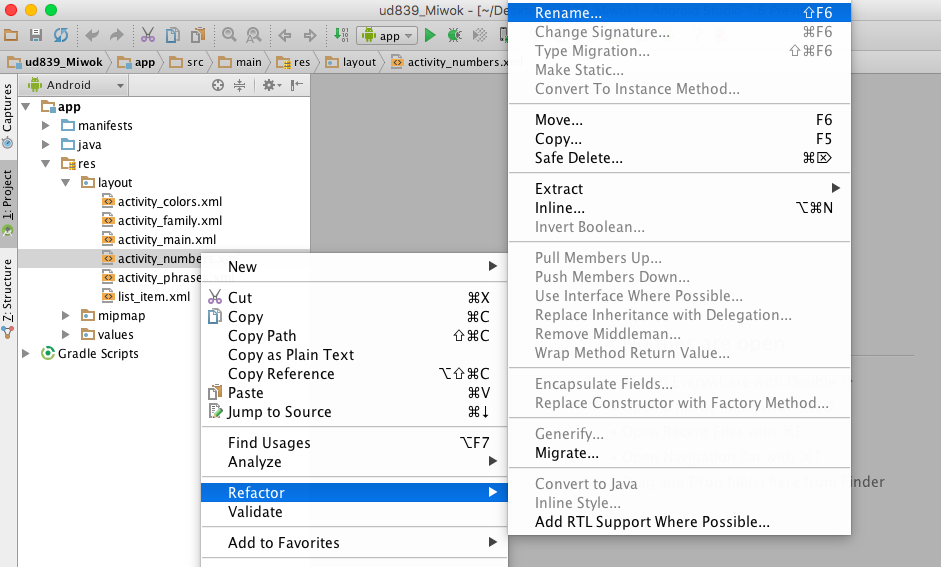 ud839_Miwok - [~/De
app
ud839_Miwok
app
src
main
res
layout
activity_numbers.x
Android
Captures
1: Project
7: Structure
app
manifests
java
res
layout
activity_colors.xml
activity_family.xml
activity_main.xml
activity_numbe
activity_phrase
list_item.xml
mipmap
values
Gradle Scripts
New
Cut ⌘X
Copy ⌘C
Copy Path ⇧⌘C
Copy as Plain Text
Copy Reference ⌥⇧⌘C
Paste ⌘V
Jump to Source ⌘↓
Find Usages ⌥F7
Analyze
Refactor
Validate
Add to Favorites
Rename... ⇧F6
Change Signature... ⌘F6
Type Migration... ⇧⌘F6
Make Static...
Convert To Instance Method...
Move... F6
Copy... F5
Safe Delete... ⌘⌦
Extract
Inline... ⌥⌘N
Invert Boolean...
Pull Members Up...
Push Members Down...
Use Interface Where Possible...
Replace Inheritance with Delegation...
Remove Middleman...
Wrap Method Return Value...
Encapsulate Fields...
Replace Constructor with Factory Method...
Generify...
Migrate...
Convert to Java
Inline Style...
Add RTL Support Where Possible...